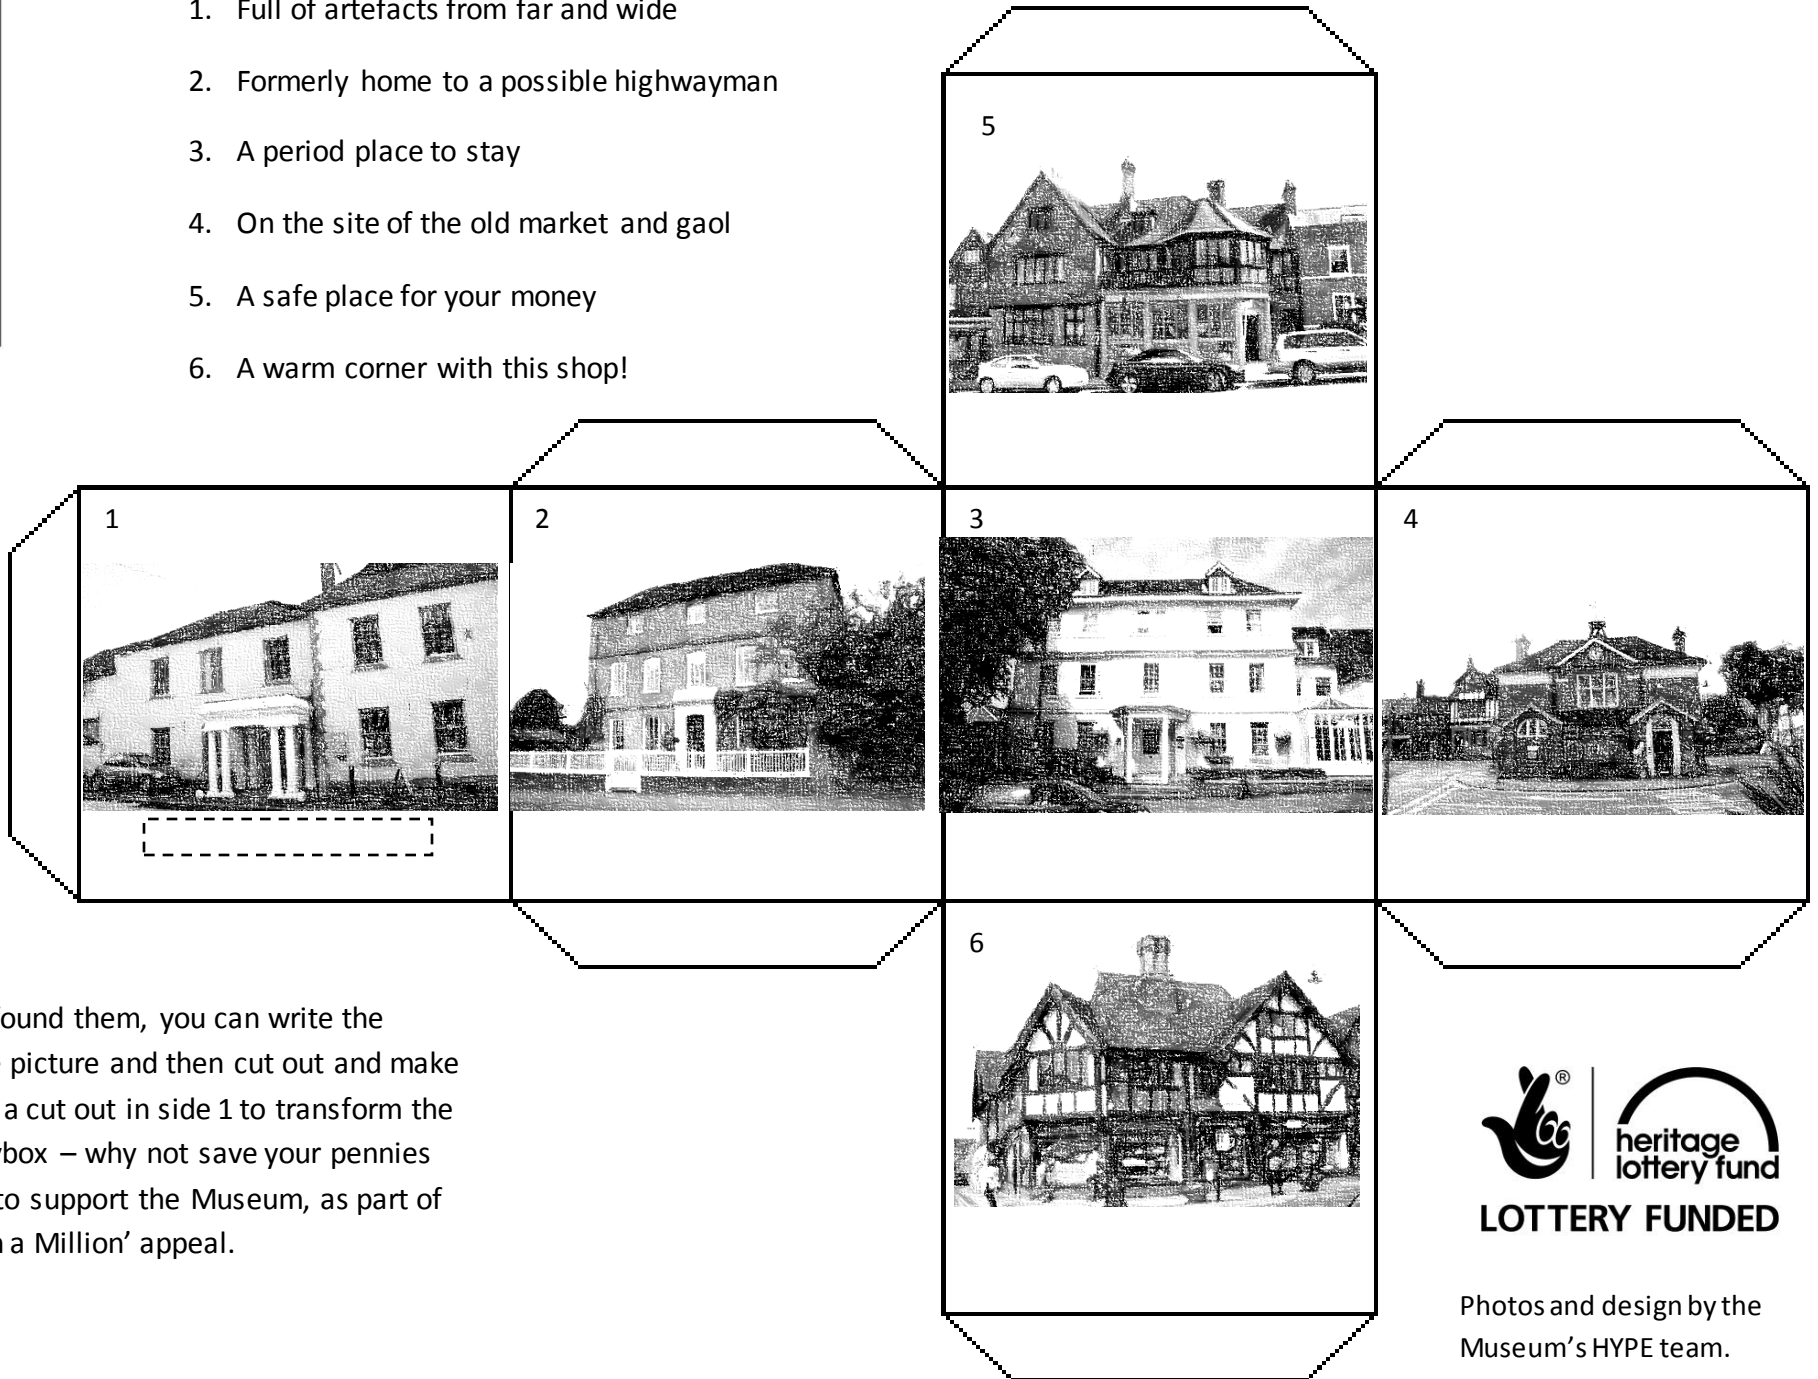 1. Full of artefacts from far and wide
2. Formerly home to a possible highwayman
3. A period place to stay
4. On the site of the old market and gaol
5. A safe place for your money
6. A warm corner with this shop!
5
1
2
3
4
6
found them, you can write the
picture and then cut out and make
a cut out in side 1 to transform the
box – why not save your pennies
to support the Museum, as part of
a Million’ appeal.
®
heritage
lottery fund
LOTTERY FUNDED
Photos and design by the
Museum’s HYPE team.